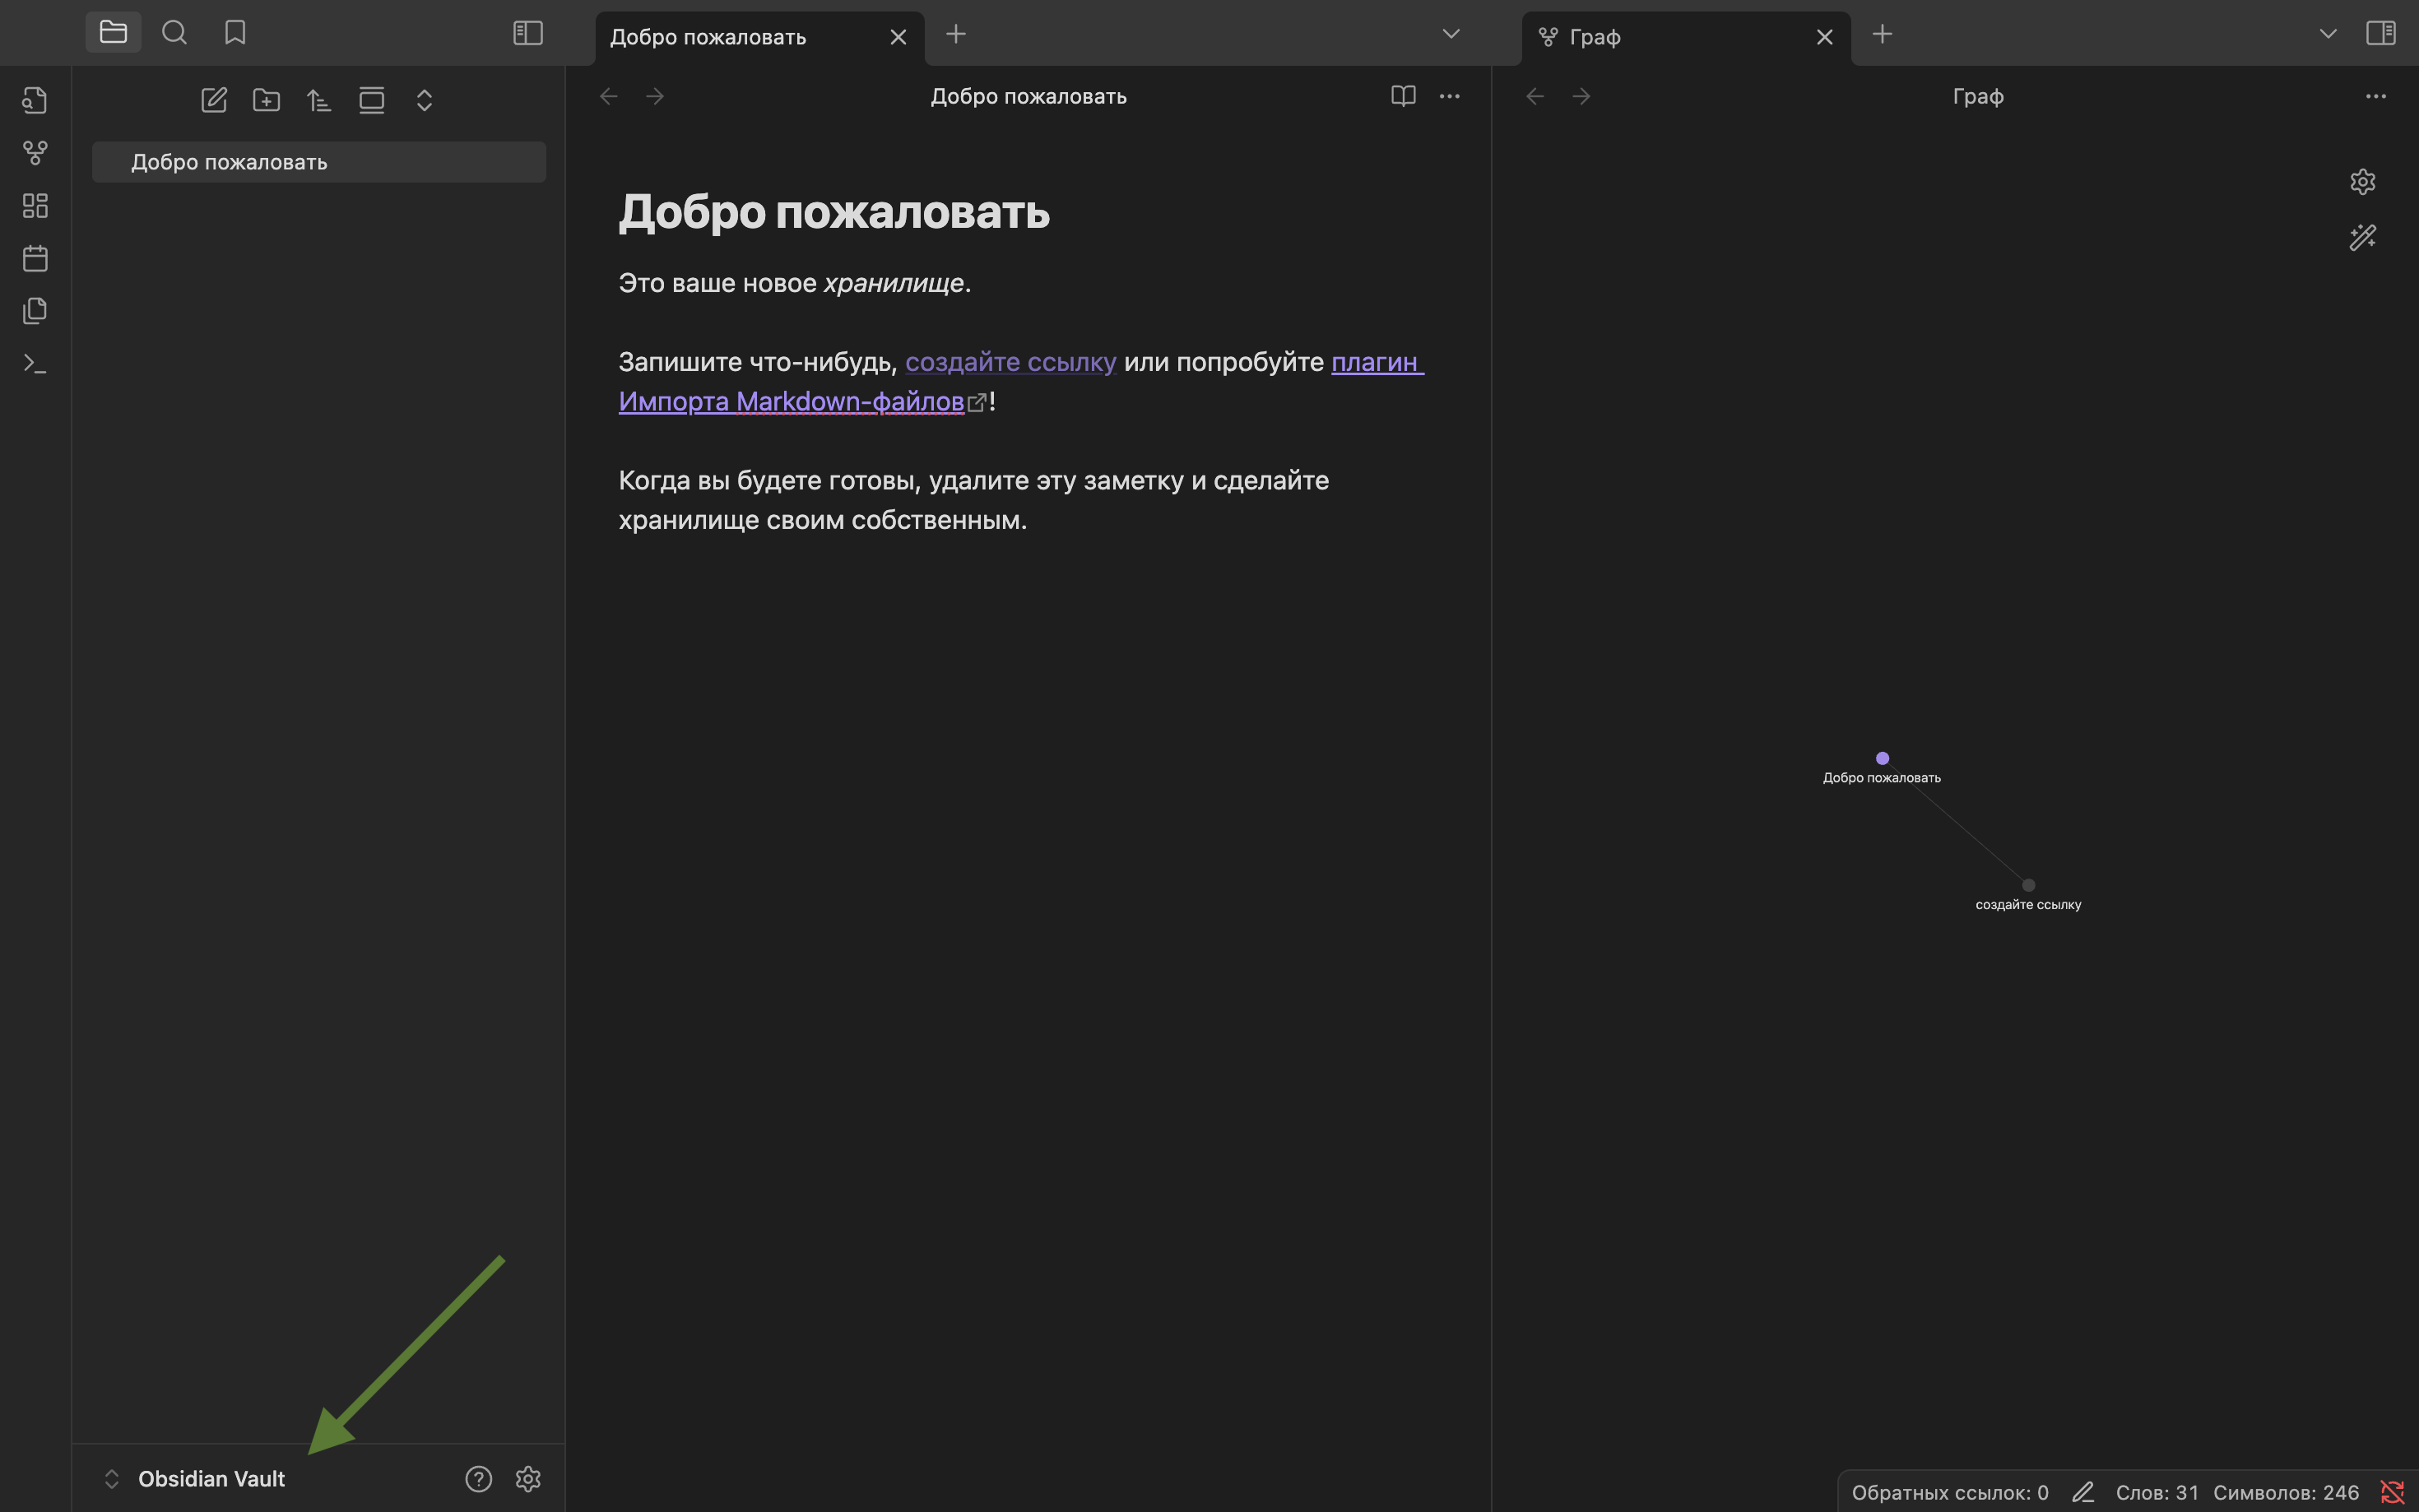 Добро пожаловать
Граф
Добро пожаловать
Граф
Добро пожаловать
Добро пожаловать
Это ваше новое хранилище.
Запишите что-нибудь, создайте ссылку или попробуйте плагин
Импорта Markdown-файлов!
Когда вы будете готовы, удалите эту заметку и сделайте
хранилище своим собственным.
Добро пожаловать
создайте ссылку
Obsidian Vault
Обратных ссылок: 0 Слов: 31 Символов: 246